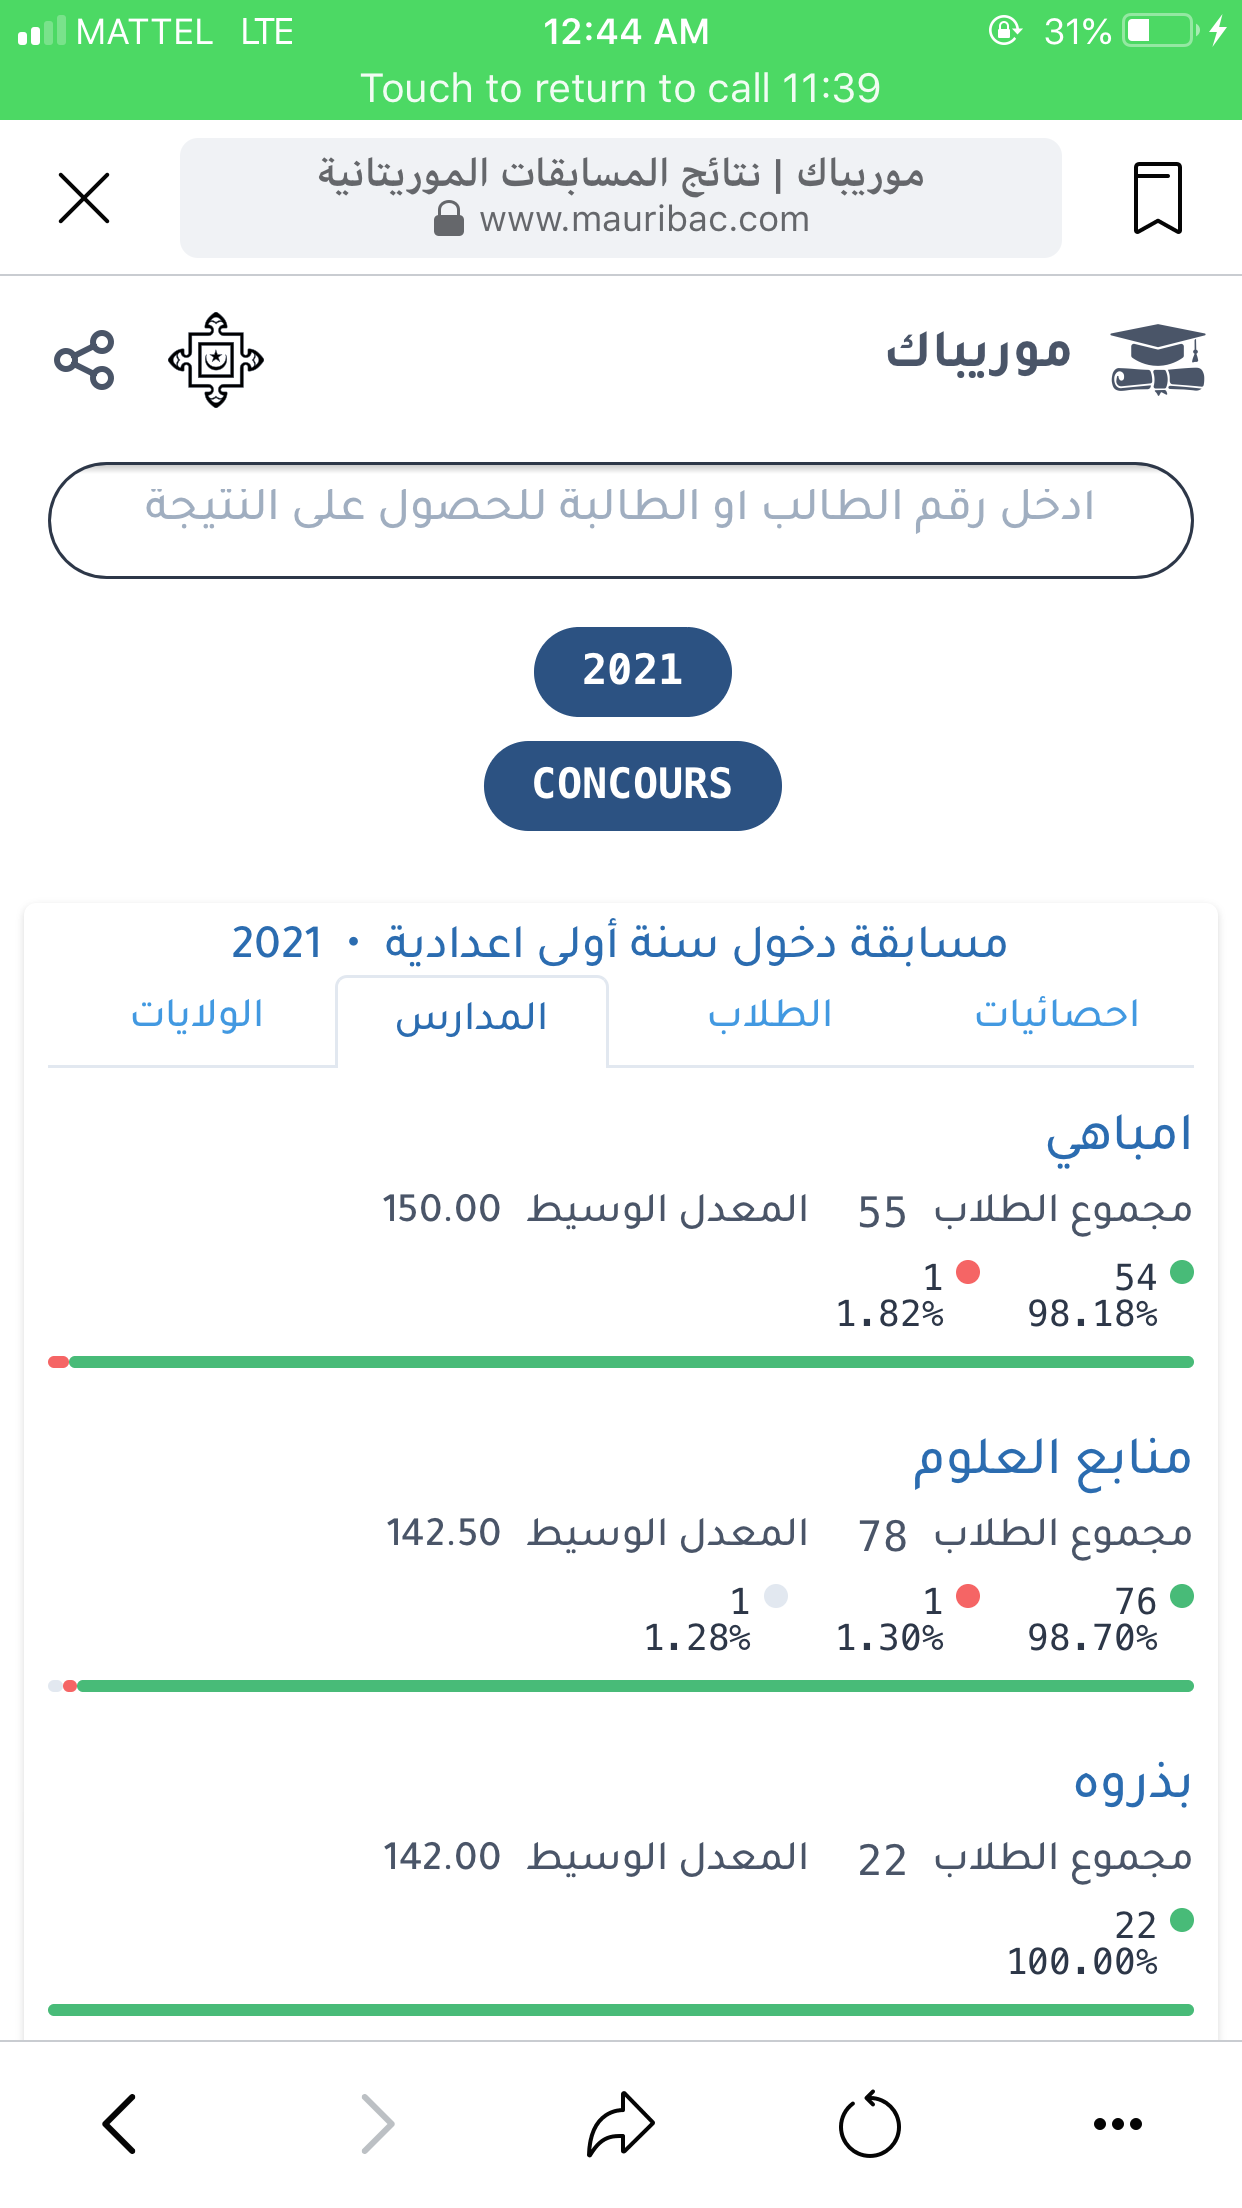 MATTEL LTE 12:44 AM 31%
Touch to return to call 11:39
موريباك | نتائج المسابقات الموريتانية
www.mauribac.com
موريباك
ادخل رقم الطالب او الطالبة للحصول على النتيجة
2021
CONCOURS
مسابقة دخول سنة أولى اعدادية • 2021
احصائيات الطلاب المدارس الولايات
امباهي
مجموع الطلاب 55 المعدل الوسيط 150.00
54 1
98.18% 1.82%
منابع العلوم
مجموع الطلاب 78 المعدل الوسيط 142.50
76 1 1
98.70% 1.30% 1.28%
بذروه
مجموع الطلاب 22 المعدل الوسيط 142.00
22
100.00%